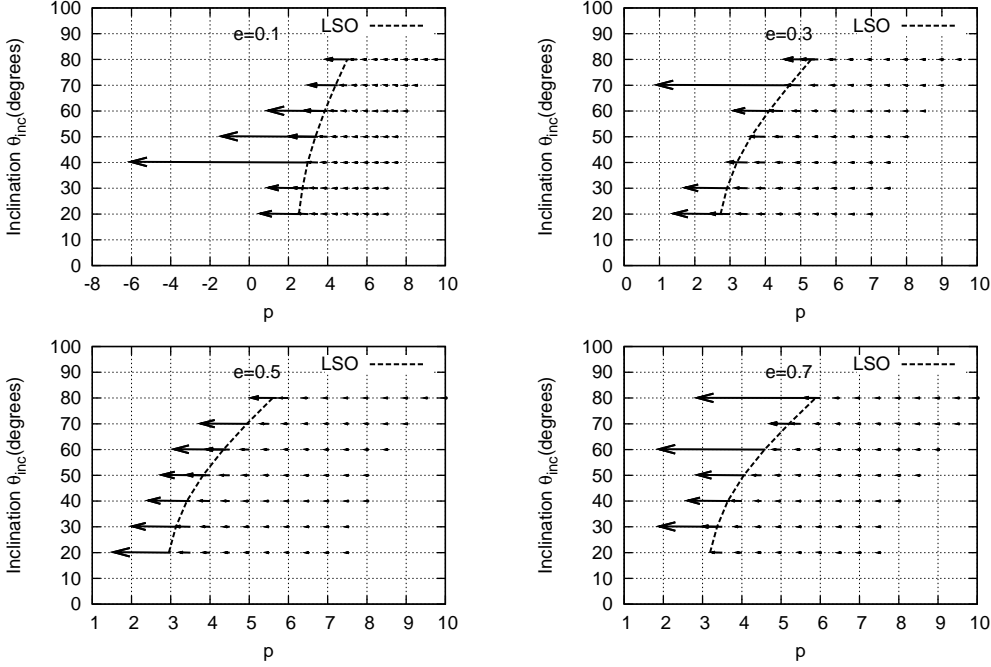 100
90
80
70
60
50
40
30
20
10
0
Inclination θinc(degrees)
e=0.1
LSO
-8 -6 -4 -2 0 2 4 6 8 10
p
100
90
80
70
60
50
40
30
20
10
0
Inclination θinc(degrees)
e=0.3
LSO
0 1 2 3 4 5 6 7 8 9 10
p
100
90
80
70
60
50
40
30
20
10
0
Inclination θinc(degrees)
e=0.5
LSO
1 2 3 4 5 6 7 8 9 10
p
100
90
80
70
60
50
40
30
20
10
0
Inclination θinc(degrees)
e=0.7
LSO
1 2 3 4 5 6 7 8 9 10
p